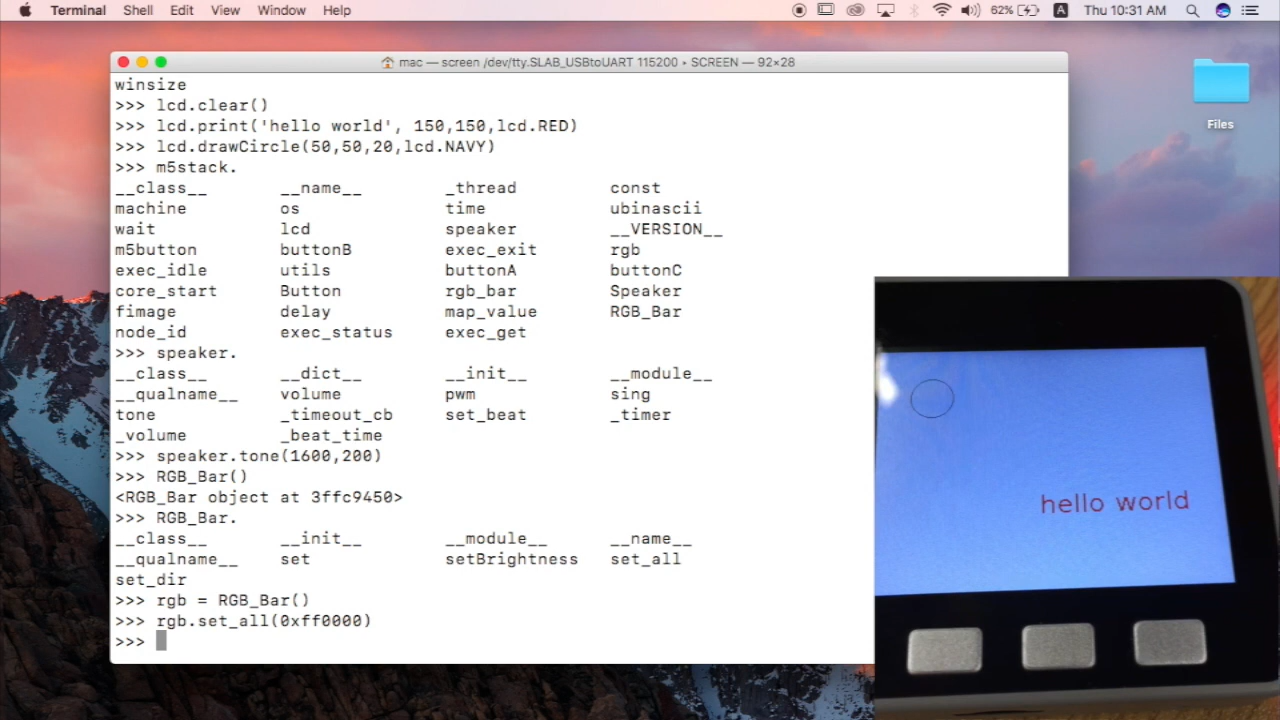 Terminal Shell Edit View Window Help 62% A Thu 10:31 AM
mac — screen /dev/tty.SLAB_USBtoUART 115200 • SCREEN — 92×28
Files
winsize
>>> lcd.clear()
>>> lcd.print('hello world', 150,150,lcd.RED)
>>> lcd.drawCircle(50,50,20,lcd.NAVY)
>>> m5stack.
__class__ __name__ _thread const
machine os time ubinascii
wait lcd speaker __VERSION__
m5button buttonB exec_exit rgb
exec_idle utils buttonA buttonC
core_start Button rgb_bar Speaker
fimage delay map_value RGB_Bar
node_id exec_status exec_get
>>> speaker.
__class__ __dict__ __init__ __module__
__qualname__ volume pwm sing
tone _timeout_cb set_beat _timer
_volume _beat_time
>>> speaker.tone(1600,200)
>>> RGB_Bar()
<RGB_Bar object at 3ffc9450>
>>> RGB_Bar.
__class__ __init__ __module__ __name__
__qualname__ set setBrightness set_all
set_dir
>>> rgb = RGB_Bar()
>>> rgb.set_all(0xff0000)
>>>
hello world